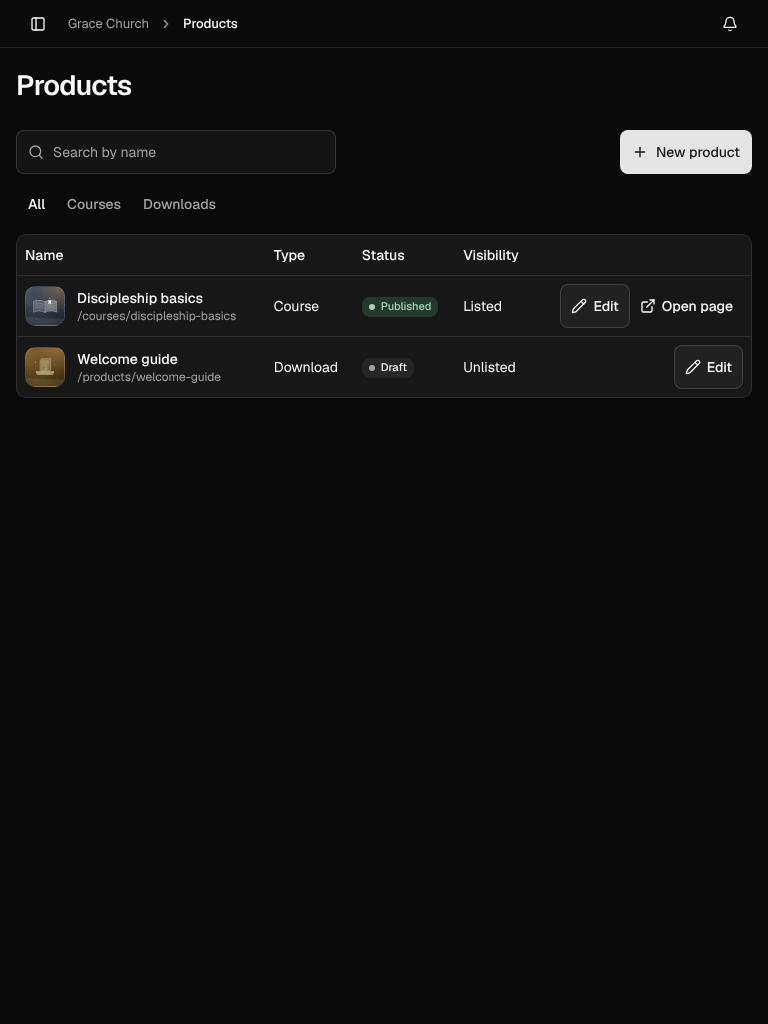 Grace Church > Products
Products
Search by name
+ New product
All Courses Downloads
Name Type Status Visibility
Discipleship basics
/courses/discipleship-basics
Course Published Listed Edit Open page
Welcome guide
/products/welcome-guide
Download Draft Unlisted Edit